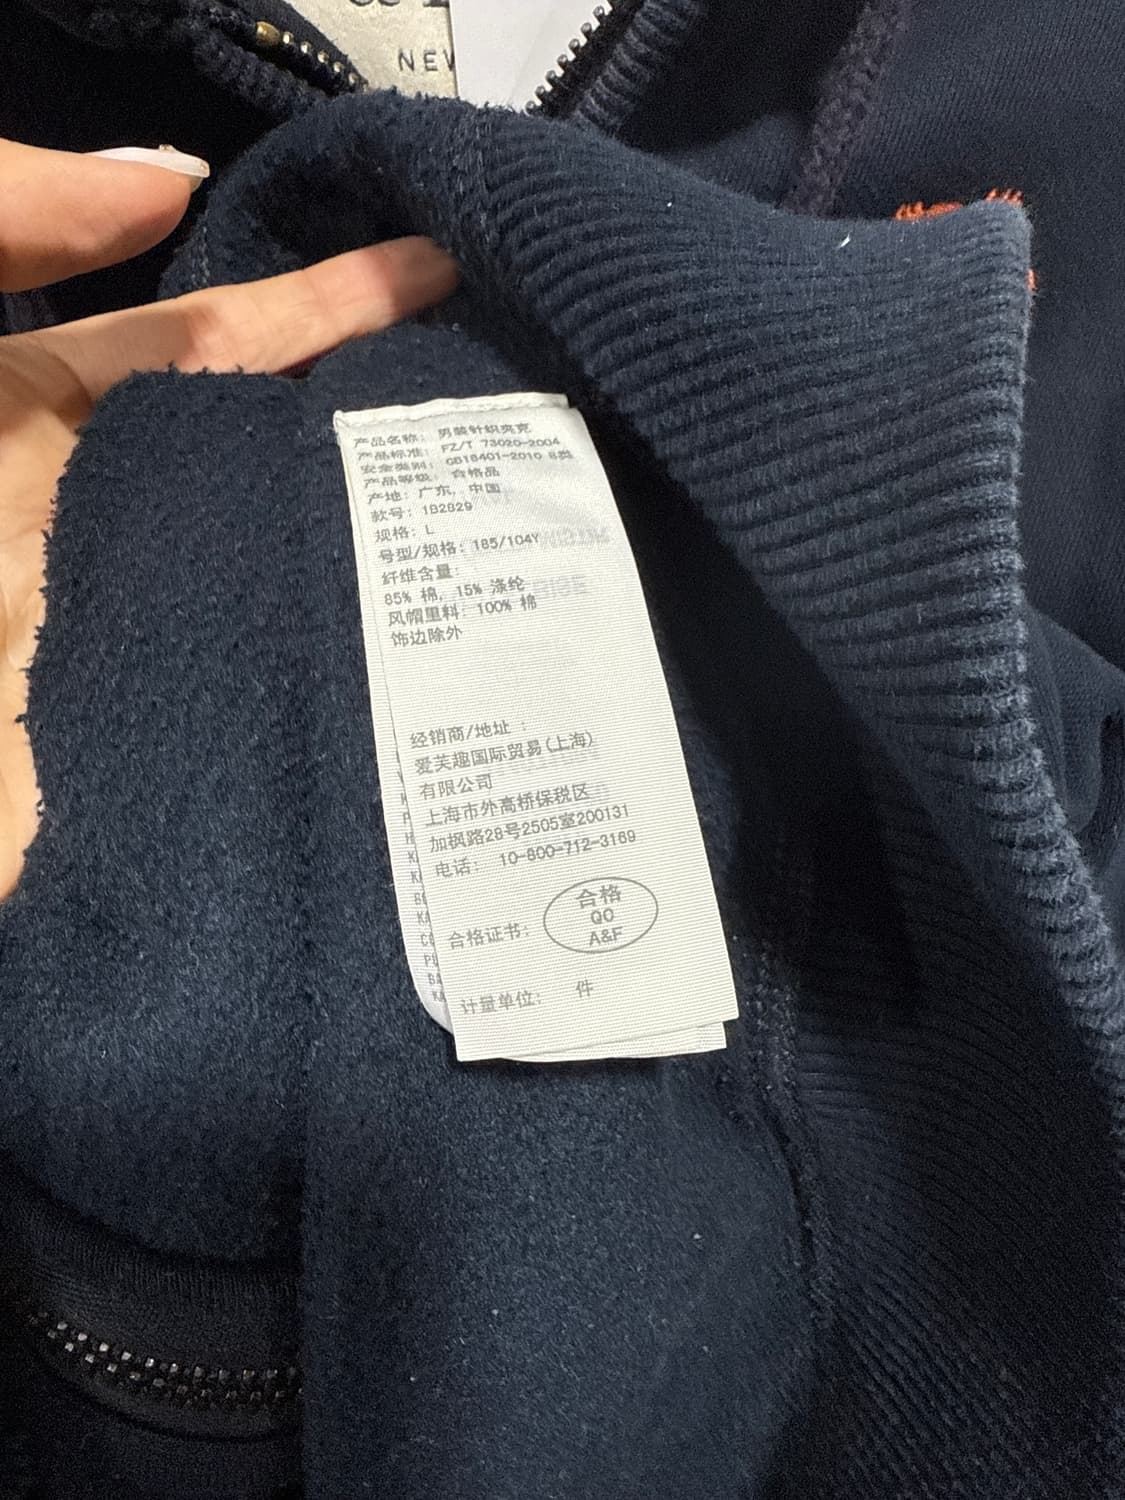 NEW
产品名称: 男装针织夹克
产品标准: FZ/T 73020-2004
安全类别: GB18401-2010 B类
产品等级: 合格品
产地: 广东, 中国
款号: 182829
规格: L
号型/规格: 185/104Y
纤维含量:
85% 棉, 15% 涤纶
风帽里料: 100% 棉
饰边除外
经销商/地址 :
爱芙趣国际贸易(上海)
有限公司
上海市外高桥保税区
加枫路28号2505室200131
电话: 10-800-712-3169
合格证书:
合格
QO
A&F
计量单位: 件